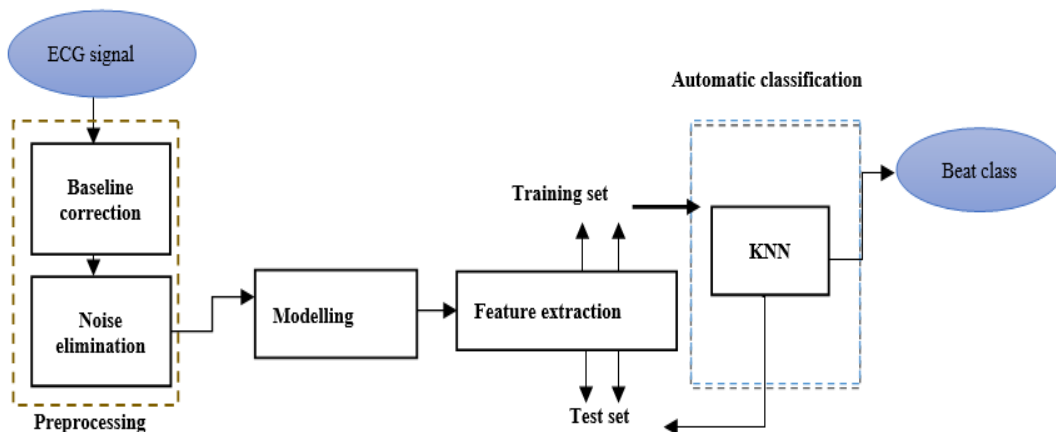 ECG signal
Baseline
correction
Noise
elimination
Preprocessing
Modelling
Feature extraction
Training set
Test set
Automatic classification
KNN
Beat class